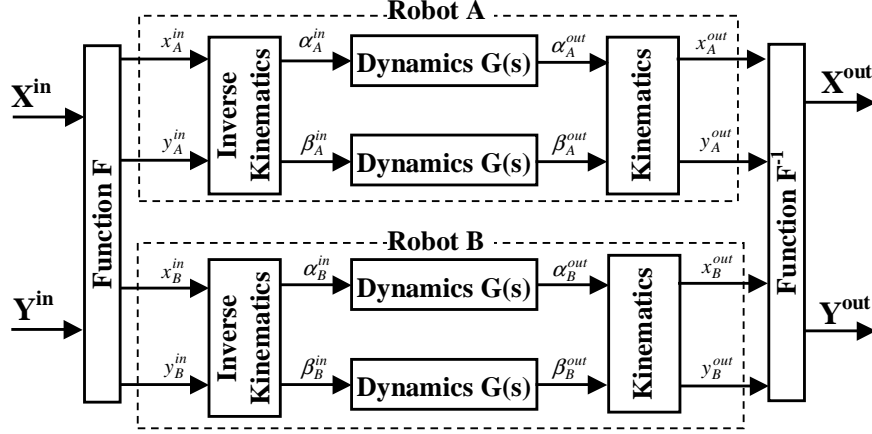 Robot A
X^in
Function F
x_A^in
y_A^in
Inverse
Kinematics
α_A^in
β_A^in
Dynamics G(s)
Dynamics G(s)
α_A^out
β_A^out
Kinematics
x_A^out
y_A^out
Function F^-1
X^out
Robot B
Y^in
x_B^in
y_B^in
Inverse
Kinematics
α_B^in
β_B^in
Dynamics G(s)
Dynamics G(s)
α_B^out
β_B^out
Kinematics
x_B^out
y_B^out
Y^out